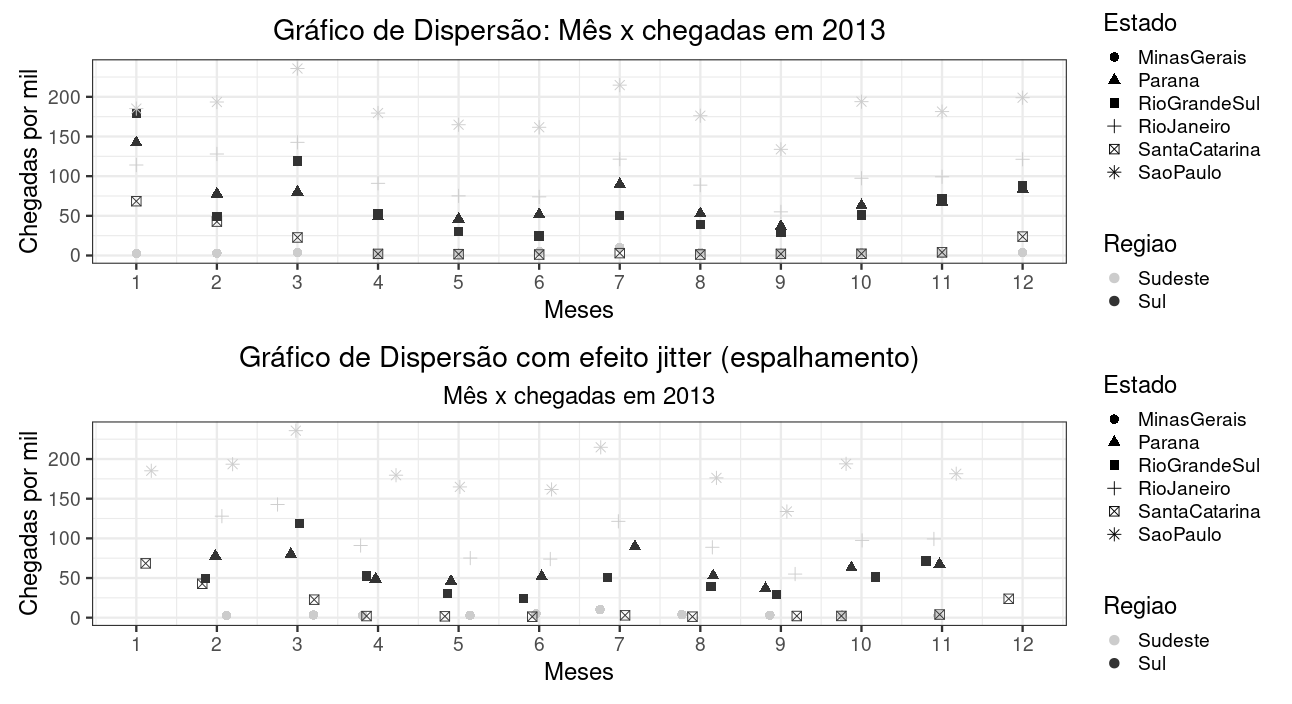 Gráfico de Dispersão: Mês x chegadas em 2013
Chegadas por mil
200
150
100
50
0
1 2 3 4 5 6 7 8 9 10 11 12
Meses
Estado
MinasGerais
Parana
RioGrandeSul
RioJaneiro
SantaCatarina
SaoPaulo
Regiao
Sudeste
Sul
Gráfico de Dispersão com efeito jitter (espalhamento)
Mês x chegadas em 2013
Chegadas por mil
200
150
100
50
0
1 2 3 4 5 6 7 8 9 10 11 12
Meses
Estado
MinasGerais
Parana
RioGrandeSul
RioJaneiro
SantaCatarina
SaoPaulo
Regiao
Sudeste
Sul